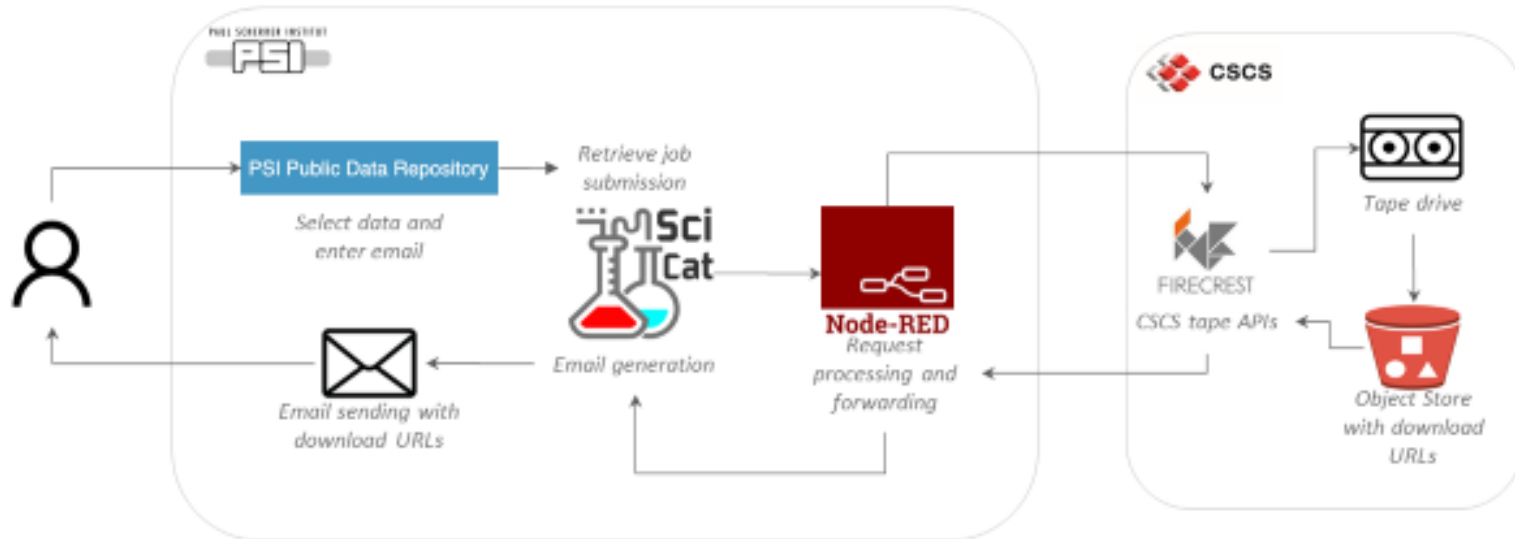 PAUL SCHERRER INSTITUT
PSI
CSCS
PSI Public Data Repository
Select data and
enter email
Retrieve job
submission
Sci
Cat
Email generation
Email sending with
download URLs
Node-RED
Request
processing and
forwarding
FIRECREST
CSCS tape APIs
Tape drive
Object Store
with download
URLs